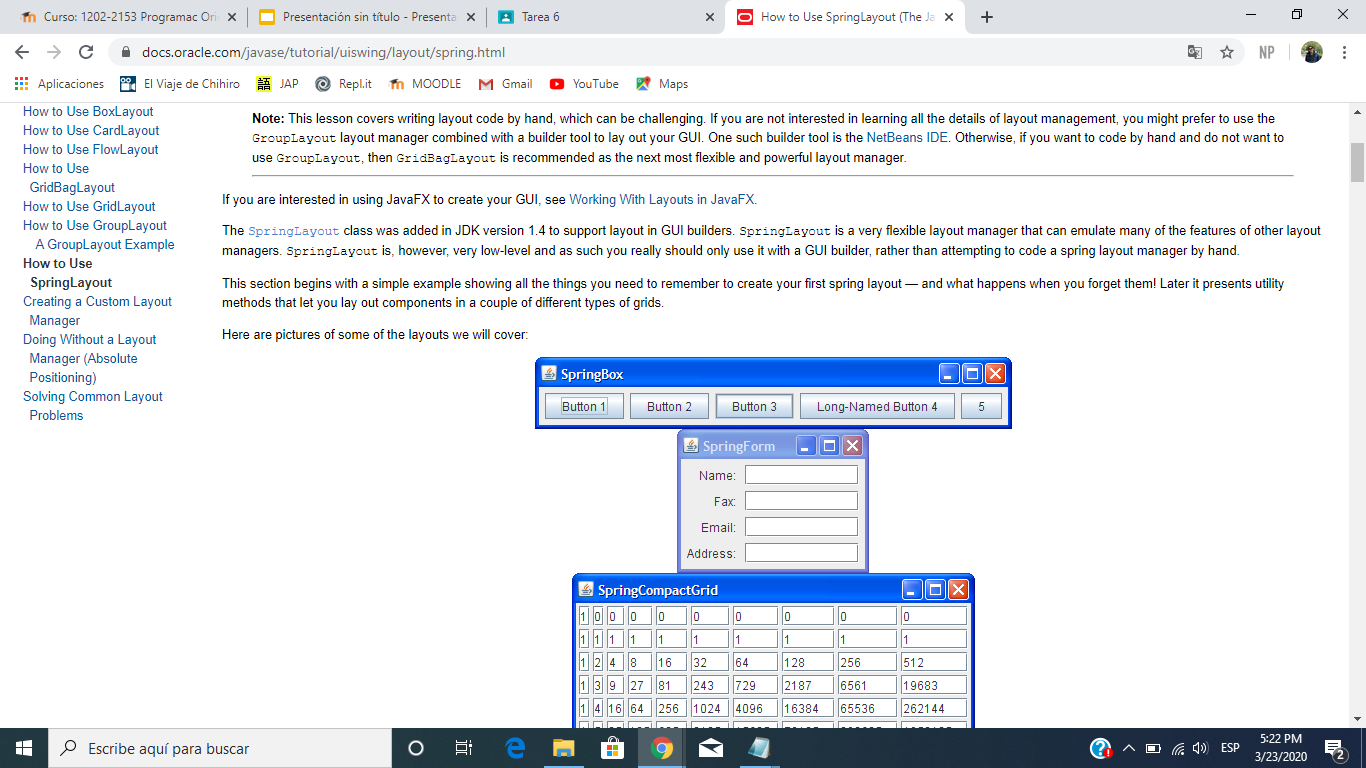 Curso: 1202-2153 Programac Ori
Presentación sin título - Presenta
Tarea 6
How to Use SpringLayout (The Ja
docs.oracle.com/javase/tutorial/uiswing/layout/spring.html
NP
Aplicaciones
El Viaje de Chihiro
語 JAP
Repl.it
MOODLE
Gmail
YouTube
Maps
How to Use BoxLayout
How to Use CardLayout
How to Use FlowLayout
How to Use
GridBagLayout
How to Use GridLayout
How to Use GroupLayout
A GroupLayout Example
How to Use
SpringLayout
Creating a Custom Layout
Manager
Doing Without a Layout
Manager (Absolute
Positioning)
Solving Common Layout
Problems
Note: This lesson covers writing layout code by hand, which can be challenging. If you are not interested in learning all the details of layout management, you might prefer to use the
GroupLayout layout manager combined with a builder tool to lay out your GUI. One such builder tool is the NetBeans IDE. Otherwise, if you want to code by hand and do not want to
use GroupLayout, then GridBagLayout is recommended as the next most flexible and powerful layout manager.
If you are interested in using JavaFX to create your GUI, see Working With Layouts in JavaFX.
The SpringLayout class was added in JDK version 1.4 to support layout in GUI builders. SpringLayout is a very flexible layout manager that can emulate many of the features of other layout
managers. SpringLayout is, however, very low-level and as such you really should only use it with a GUI builder, rather than attempting to code a spring layout manager by hand.
This section begins with a simple example showing all the things you need to remember to create your first spring layout — and what happens when you forget them! Later it presents utility
methods that let you lay out components in a couple of different types of grids.
Here are pictures of some of the layouts we will cover:
SpringBox
Button 1 Button 2 Button 3 Long-Named Button 4 5
SpringForm
Name:
Fax:
Email:
Address:
SpringCompactGrid
1 0 0 0 0 0 0 0 0 0
1 1 1 1 1 1 1 1 1 1
1 2 4 8 16 32 64 128 256 512
1 3 9 27 81 243 729 2187 6561 19683
1 4 16 64 256 1024 4096 16384 65536 262144
Escribe aquí para buscar
ESP
5:22 PM
3/23/2020
2